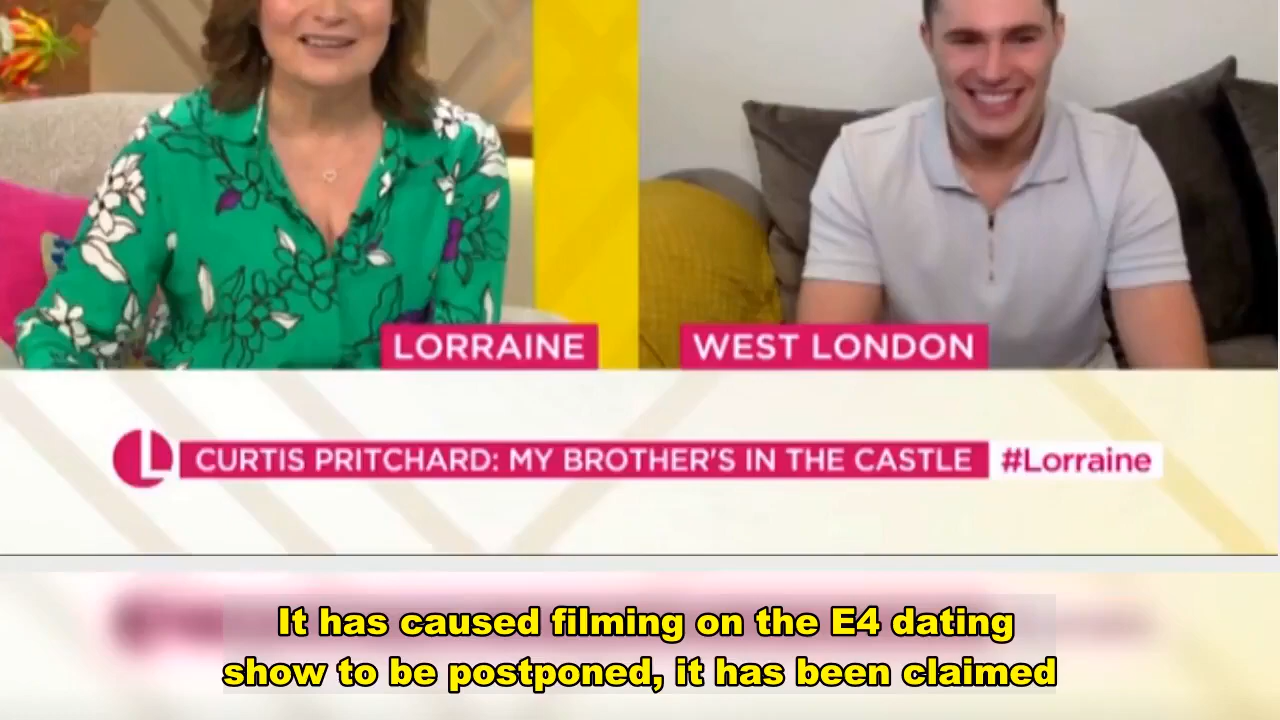 LORRAINE
WEST LONDON
L CURTIS PRITCHARD: MY BROTHER'S IN THE CASTLE #Lorraine
It has caused filming on the E4 dating
show to be postponed, it has been claimed